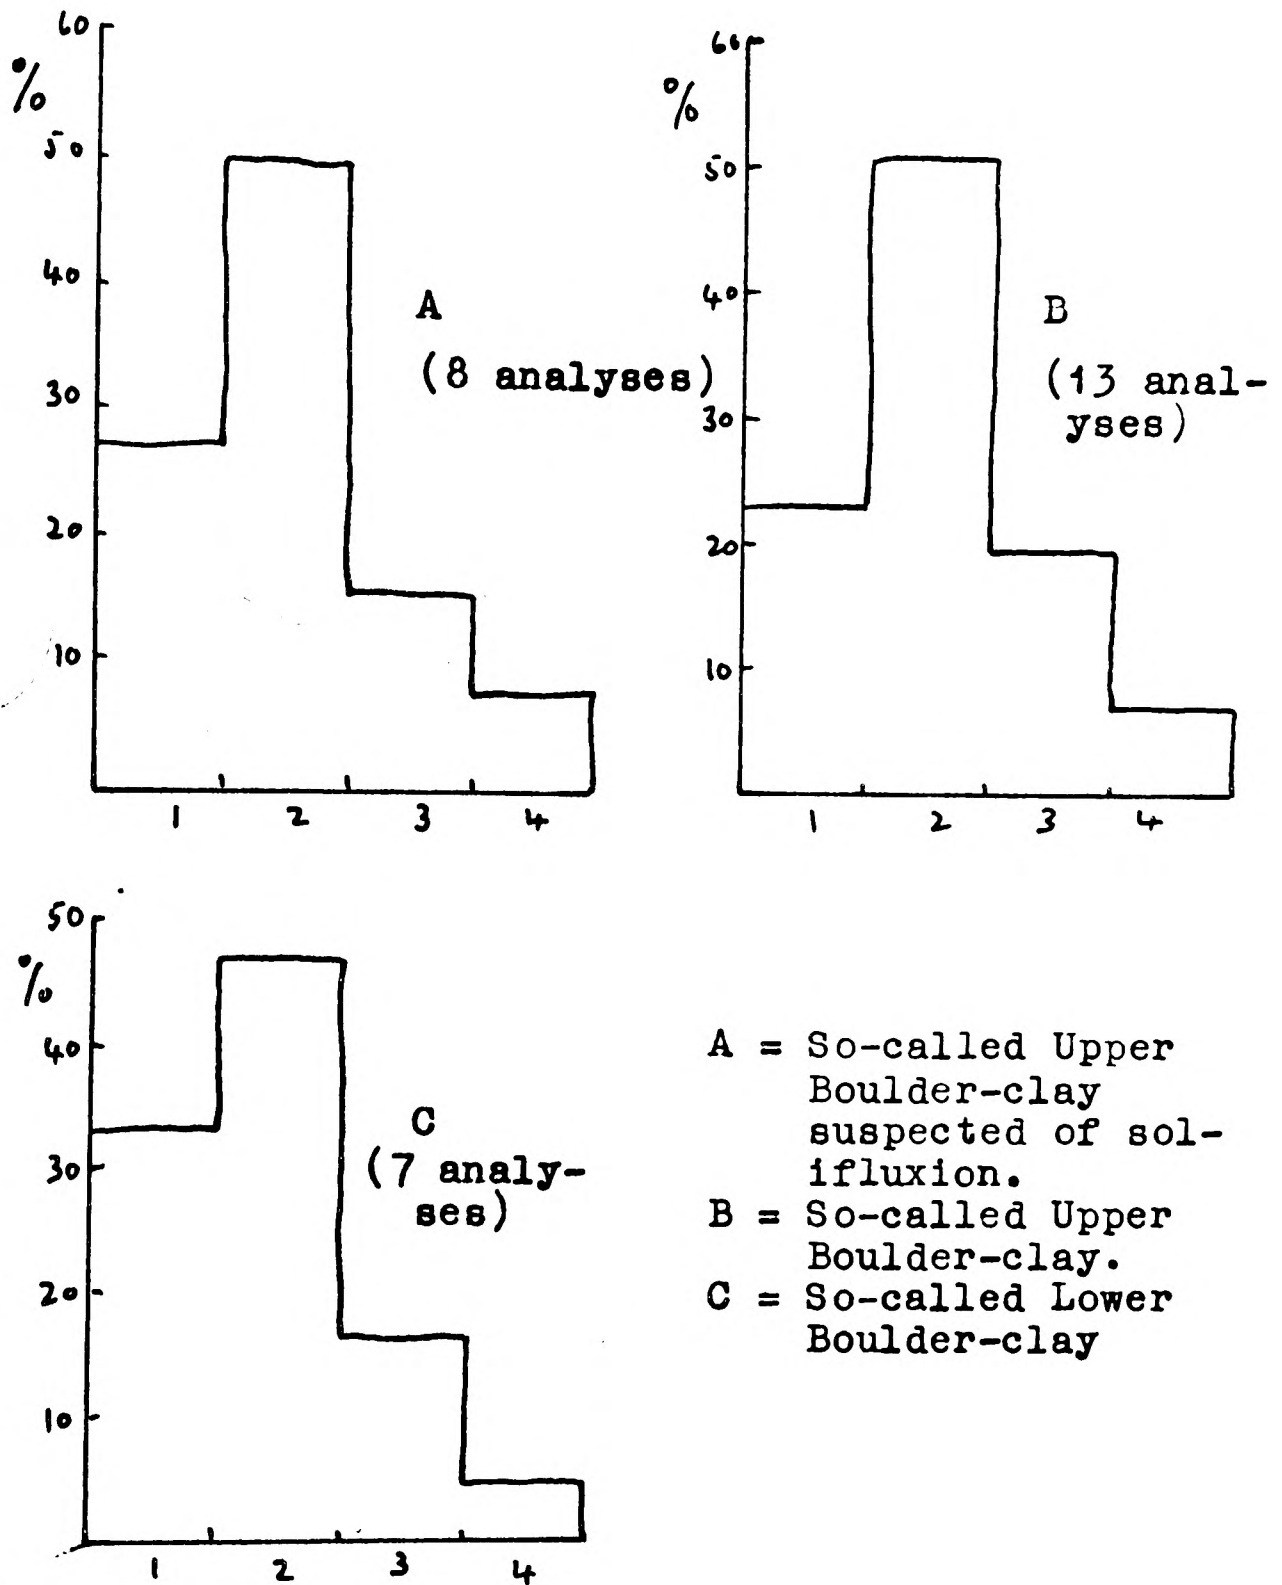 60
%
50
40
30
20
10
1 2 3 4
A
(8 analyses)
60
%
50
40
30
20
10
1 2 3 4
B
(13 anal-
yses)
50
%
40
30
20
10
1 2 3 4
C
(7 analy-
ses)
A = So-called Upper
Boulder-clay
suspected of sol-
ifluxion.
B = So-called Upper
Boulder-clay.
C = So-called Lower
Boulder-clay